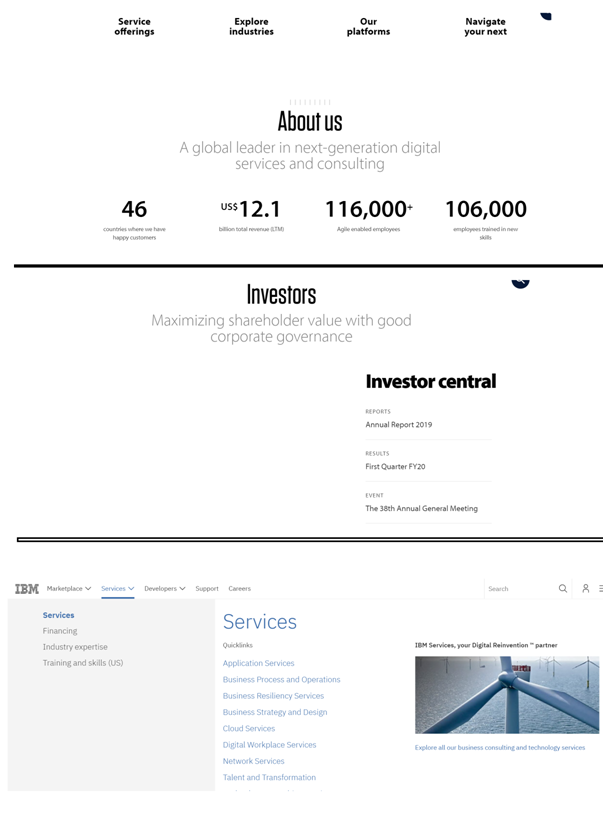 Service
offerings
Explore
industries
Our
platforms
Navigate
your next
About us
A global leader in next-generation digital
services and consulting
46
countries where we have
happy customers
US$12.1
billion total revenue (LTM)
116,000+
Agile enabled employees
106,000
employees trained in new
skills
Investors
Maximizing shareholder value with good
corporate governance
Investor central
REPORTS
Annual Report 2019
RESULTS
First Quarter FY20
EVENT
The 38th Annual General Meeting
IBM Marketplace Services Developers Support Careers Search
Services
Financing
Industry expertise
Training and skills (US)
Services
Quicklinks
Application Services
Business Process and Operations
Business Resiliency Services
Business Strategy and Design
Cloud Services
Digital Workplace Services
Network Services
Talent and Transformation
IBM Services, your Digital Reinvention ™ partner
Explore all our business consulting and technology services